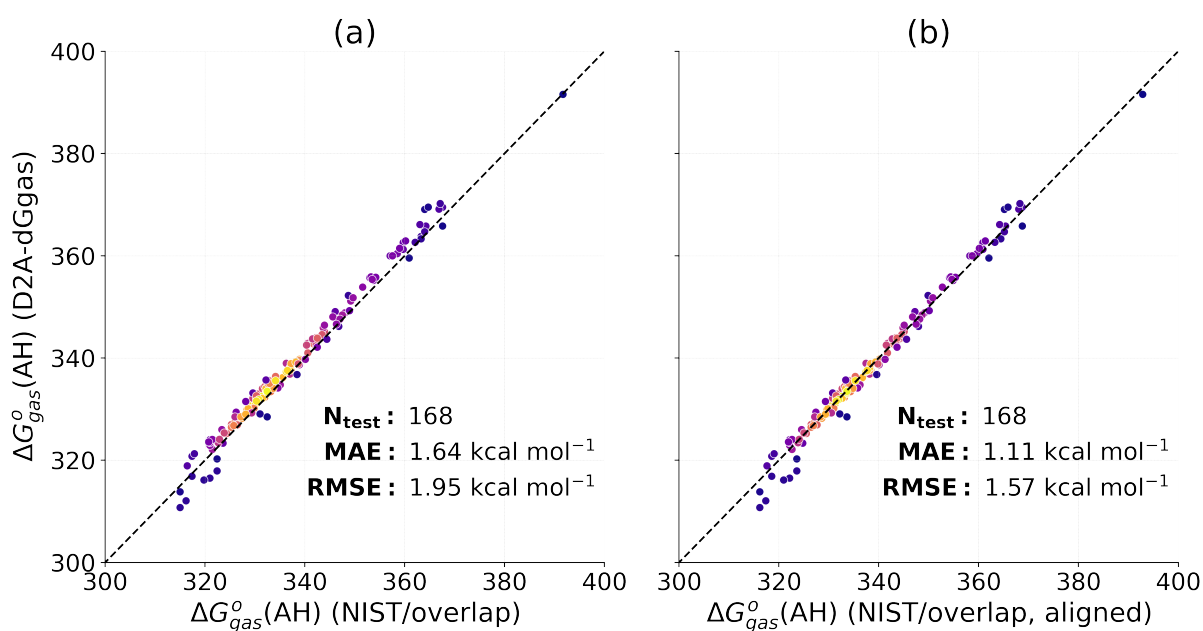 (a)
400
380
360
340
320
300
300 320 340 360 380 400
ΔG°gas(AH) (D2A-dGgas)
ΔG°gas(AH) (NIST/overlap)
Ntest: 168
MAE: 1.64 kcal mol⁻¹
RMSE: 1.95 kcal mol⁻¹
(b)
300 320 340 360 380 400
ΔG°gas(AH) (NIST/overlap, aligned)
Ntest: 168
MAE: 1.11 kcal mol⁻¹
RMSE: 1.57 kcal mol⁻¹